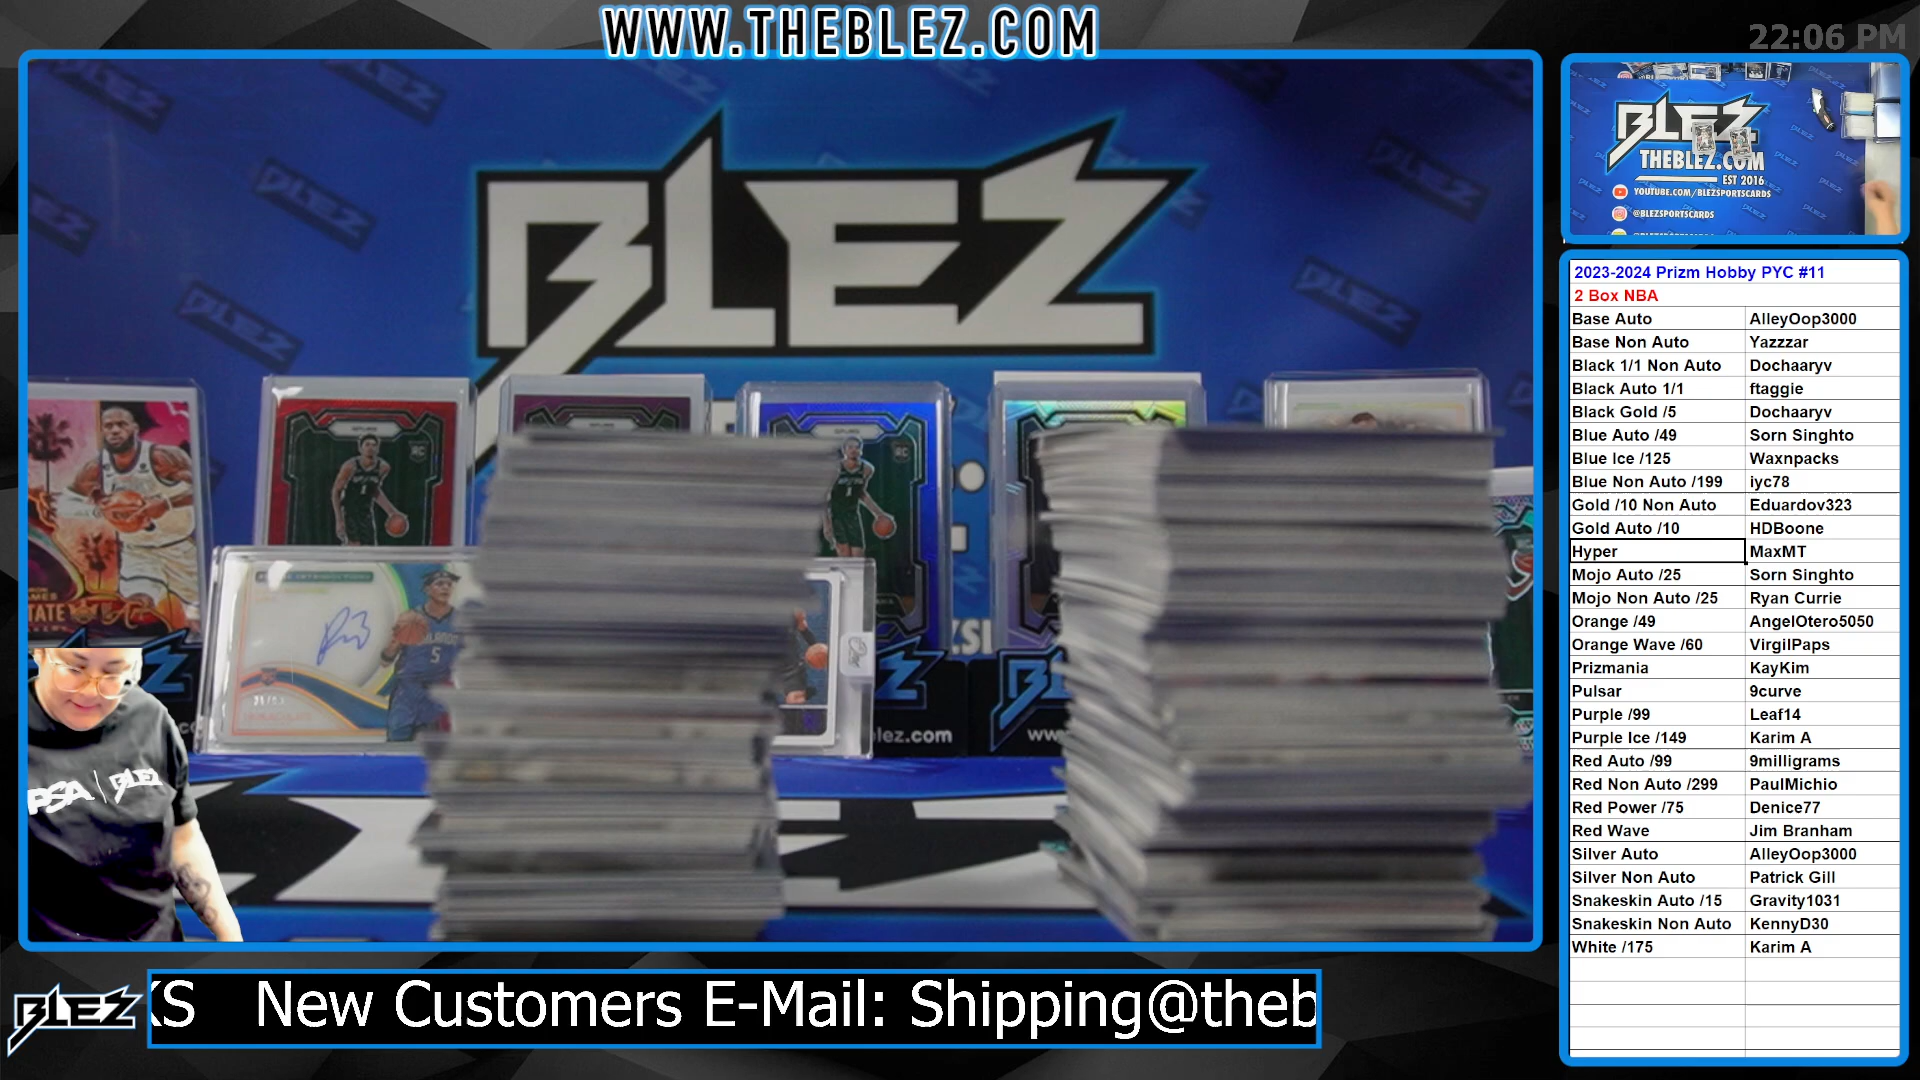 WWW.THEBLEZ.COM
22:06 PM
BLEZ
BLEZ
THEBLEZ.COM
EST 2016
YOUTUBE.COM/BLEZSPORTSCARDS
@BLEZSPORTSCARDS
2023-2024 Prizm Hobby PYC #11
2 Box NBA
Base Auto AlleyOop3000
Base Non Auto Yazzzar
Black 1/1 Non Auto Dochaaryv
Black Auto 1/1 ftaggie
Black Gold /5 Dochaaryv
Blue Auto /49 Sorn Singhto
Blue Ice /125 Waxnpacks
Blue Non Auto /199 iyc78
Gold /10 Non Auto Eduardov323
Gold Auto /10 HDBoone
Hyper MaxMT
Mojo Auto /25 Sorn Singhto
Mojo Non Auto /25 Ryan Currie
Orange /49 AngelOtero5050
Orange Wave /60 VirgilPaps
Prizmania KayKim
Pulsar 9curve
Purple /99 Leaf14
Purple Ice /149 Karim A
Red Auto /99 9milligrams
Red Non Auto /299 PaulMichio
Red Power /75 Denice77
Red Wave Jim Branham
Silver Auto AlleyOop3000
Silver Non Auto Patrick Gill
Snakeskin Auto /15 Gravity1031
Snakeskin Non Auto KennyD30
White /175 Karim A
PSA | BLEZ
lez.com
ww
BLEZ
KS New Customers E-Mail: Shipping@theb